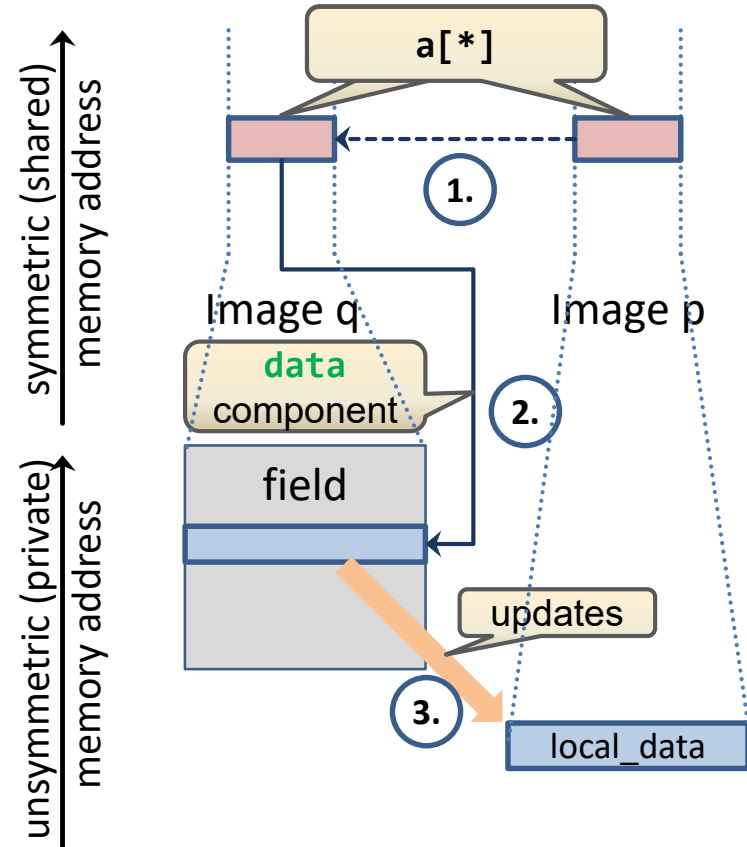 a[*]
symmetric (shared)
memory address
1.
Image q
Image p
data
component
2.
field
unsymmetric (private)
memory address
updates
3.
local_data